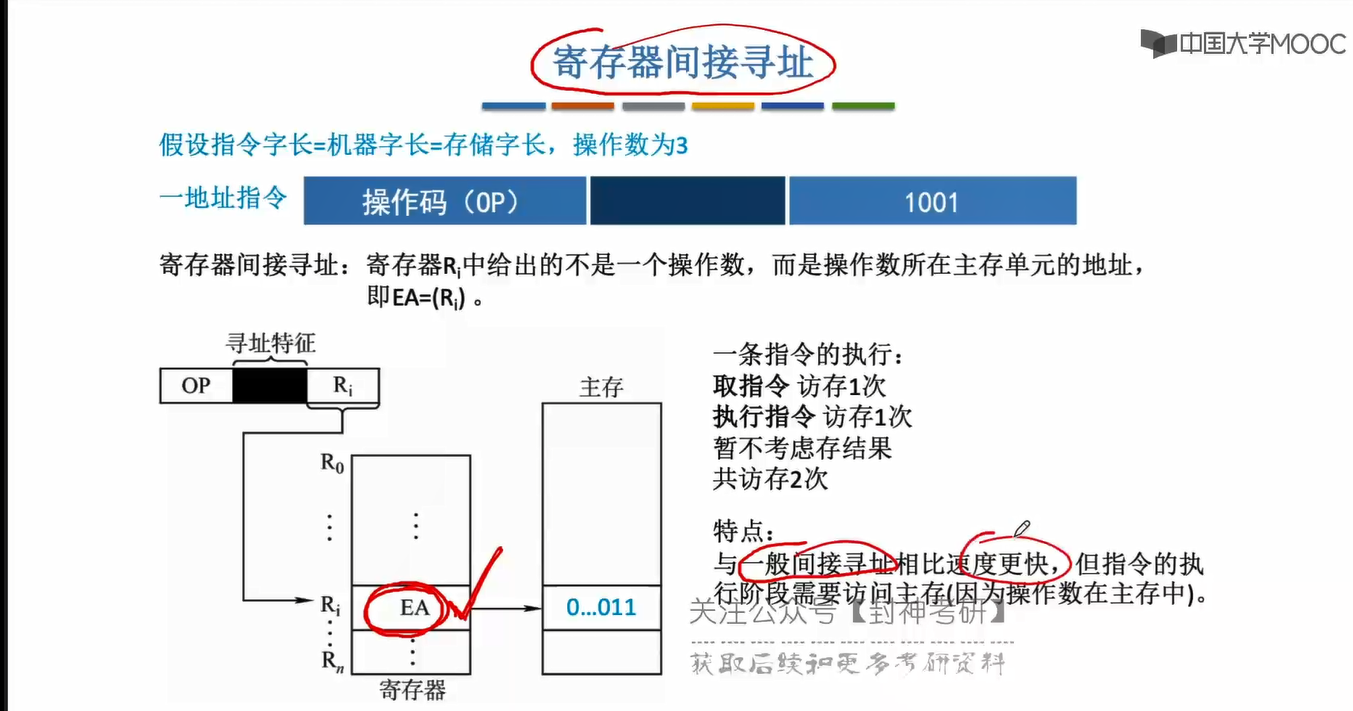 中国大学MOOC
寄存器间接寻址
假设指令字长=机器字长=存储字长，操作数为3
一地址指令 操作码（OP） 1001
寄存器间接寻址：寄存器Ri中给出的不是一个操作数，而是操作数所在主存单元的地址，
即EA=(Ri) 。
寻址特征
OP Ri
主存
R0
⋮ ⋮
Ri EA 0…011
⋮
Rn ⋮
寄存器
一条指令的执行：
取指令 访存1次
执行指令 访存1次
暂不考虑存结果
共访存2次
特点：
与一般间接寻址相比速度更快，但指令的执
行阶段需要访问主存(因为操作数在主存中)。
关注公众号【封神考研】
获取后续和更多考研资料